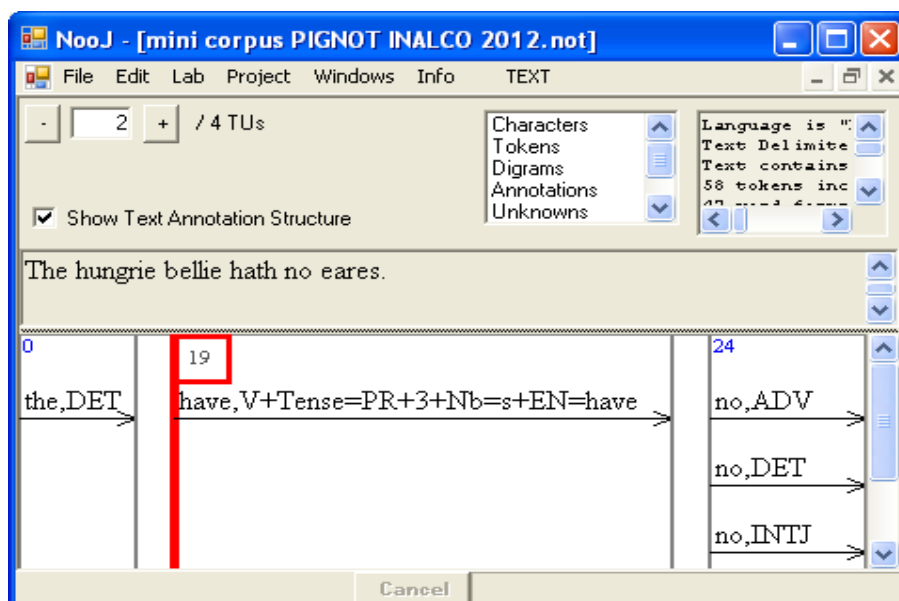 NooJ - [mini corpus PIGNOT INALCO 2012.not]
File Edit Lab Project Windows Info TEXT
- 2 + / 4 TUs
Characters
Tokens
Digrams
Annotations
Unknowns
Language is
Text Delimite
Text contains
58 tokens inc
Show Text Annotation Structure
The hungrie bellie hath no eares.
0 19 24
the,DET have,V+Tense=PR+3+Nb=s+EN=have no,ADV
no,DET
no,INTJ
Cancel